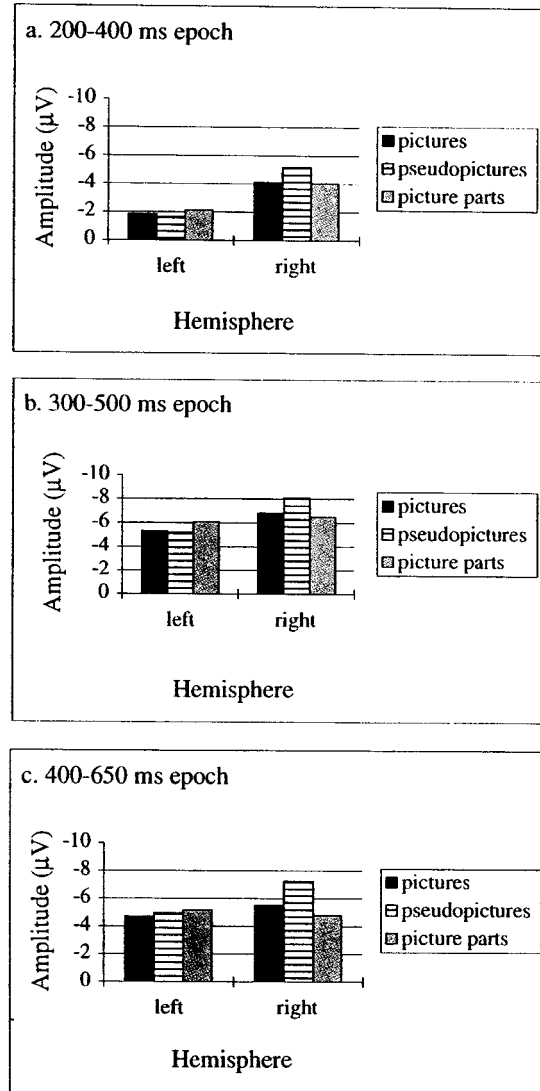 a. 200-400 ms epoch
Amplitude (µV)
-10
-8
-6
-4
-2
0
left
right
Hemisphere
pictures
pseudopictures
picture parts
b. 300-500 ms epoch
Amplitude (µV)
-10
-8
-6
-4
-2
0
left
right
Hemisphere
pictures
pseudopictures
picture parts
c. 400-650 ms epoch
Amplitude (µV)
-10
-8
-6
-4
-2
0
left
right
Hemisphere
pictures
pseudopictures
picture parts